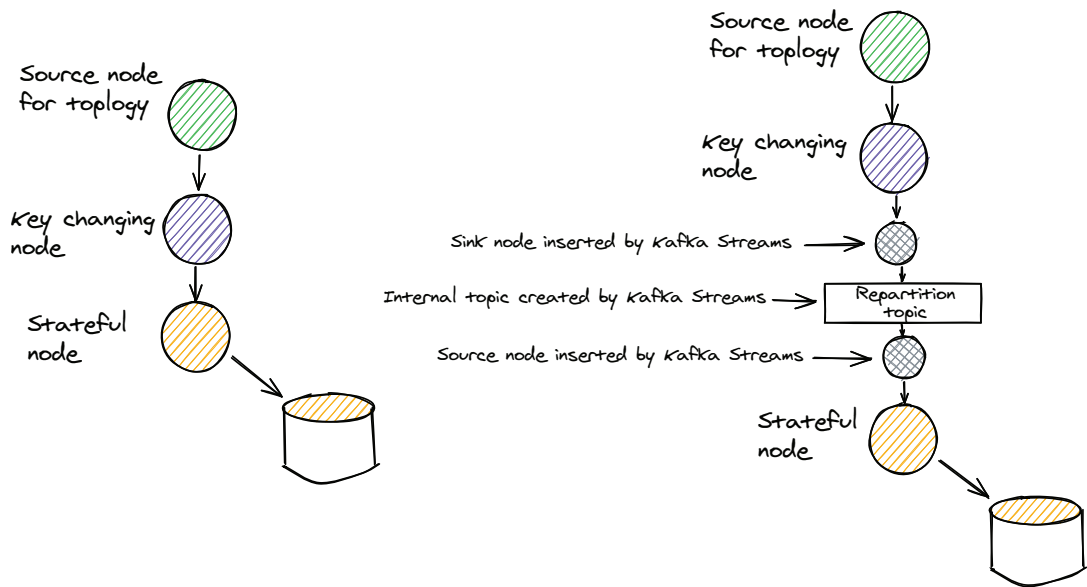 Source node
for toplogy
Key changing
node
Stateful
node
Source node
for toplogy
Key changing
node
Sink node inserted by Kafka Streams
Internal topic created by Kafka Streams
Repartition
topic
Source node inserted by Kafka Streams
Stateful
node